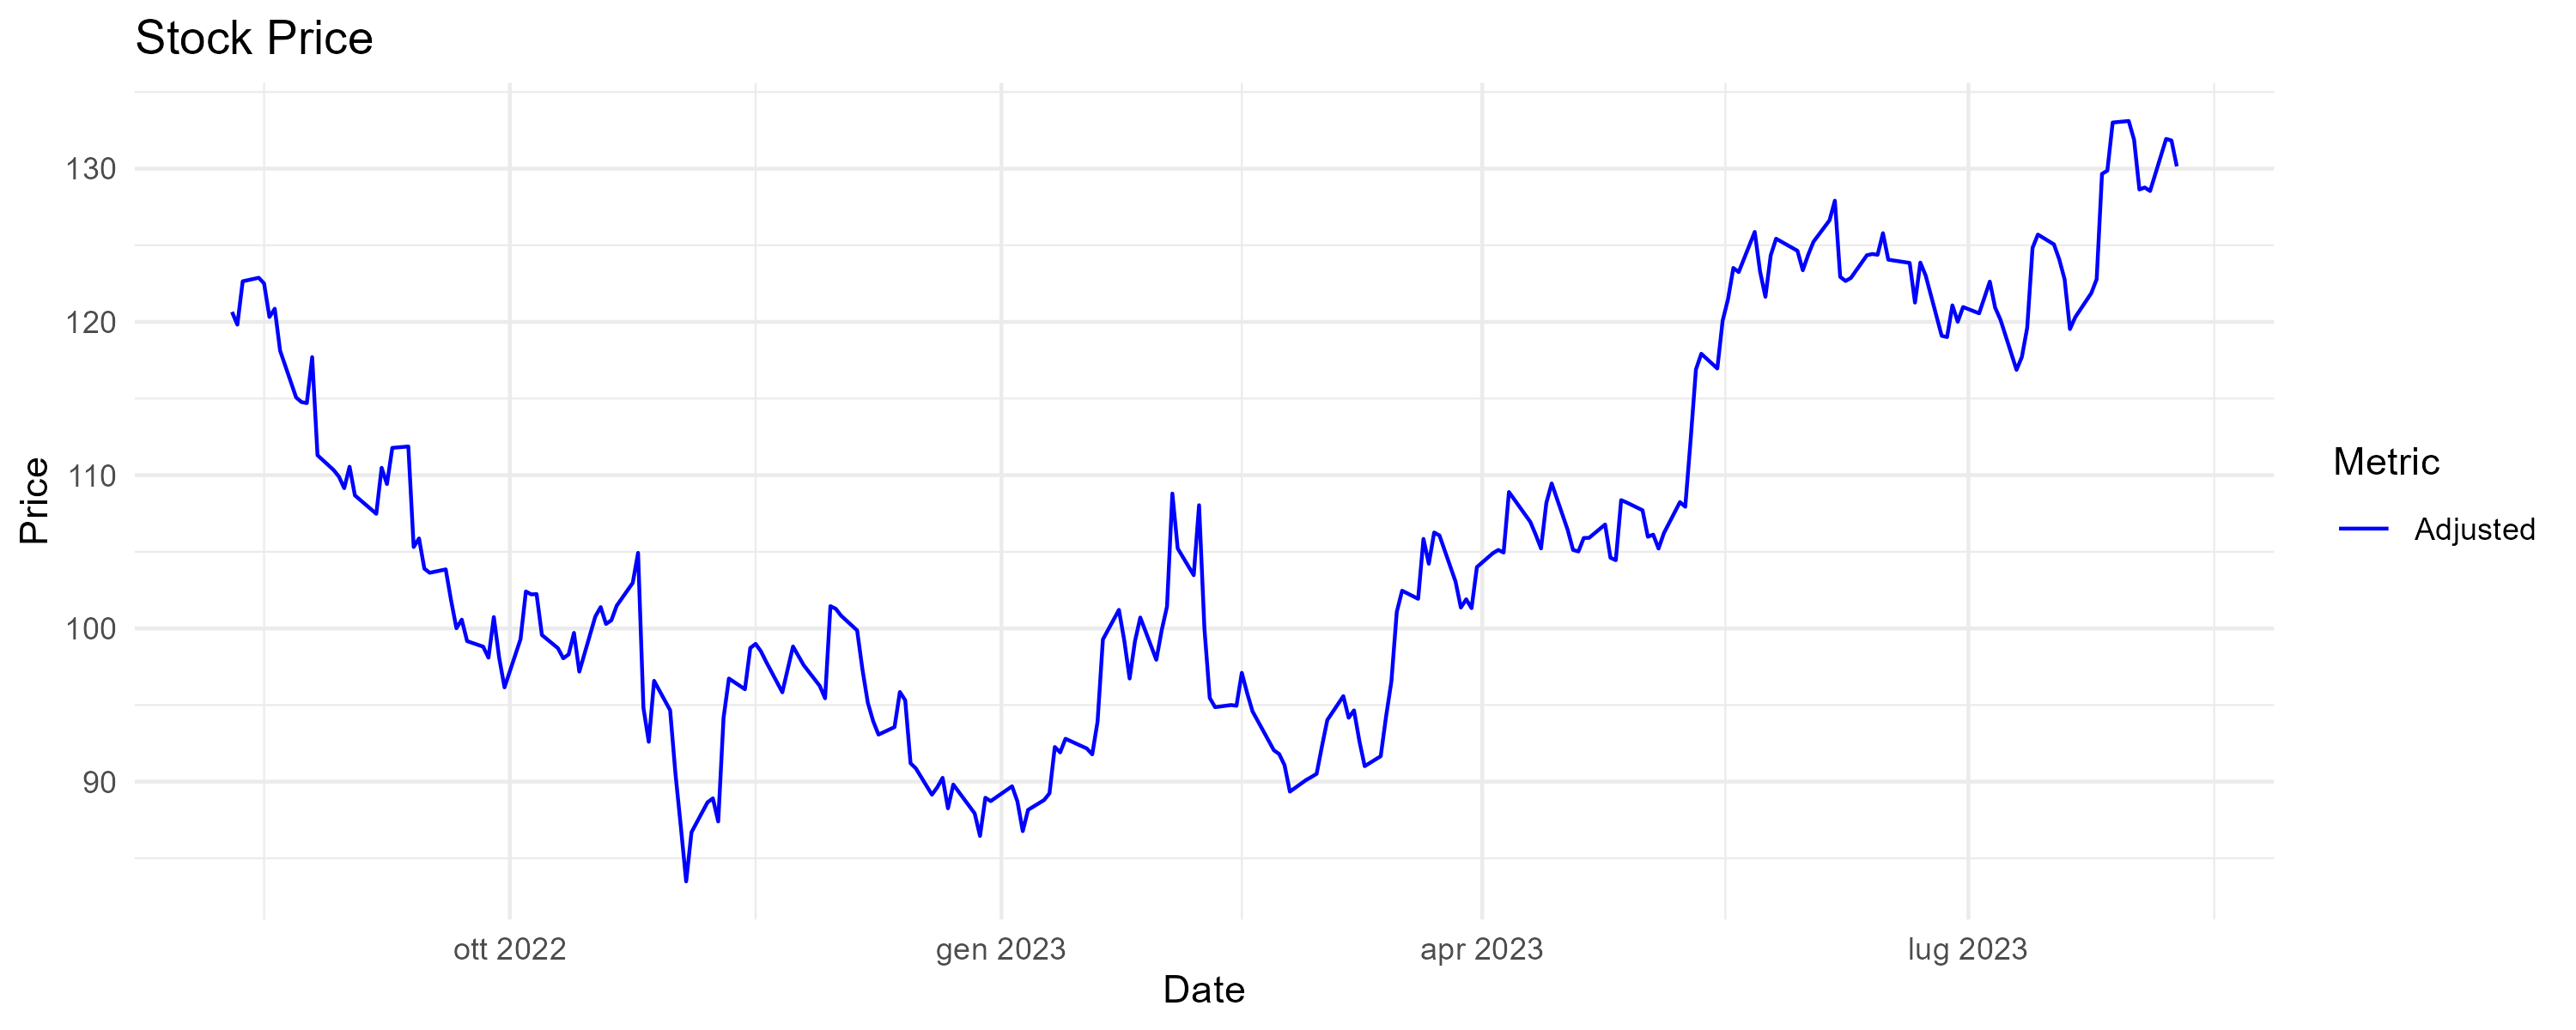 Stock Price
130
120
110
100
90
Price
ott 2022
gen 2023
apr 2023
lug 2023
Date
Metric
Adjusted